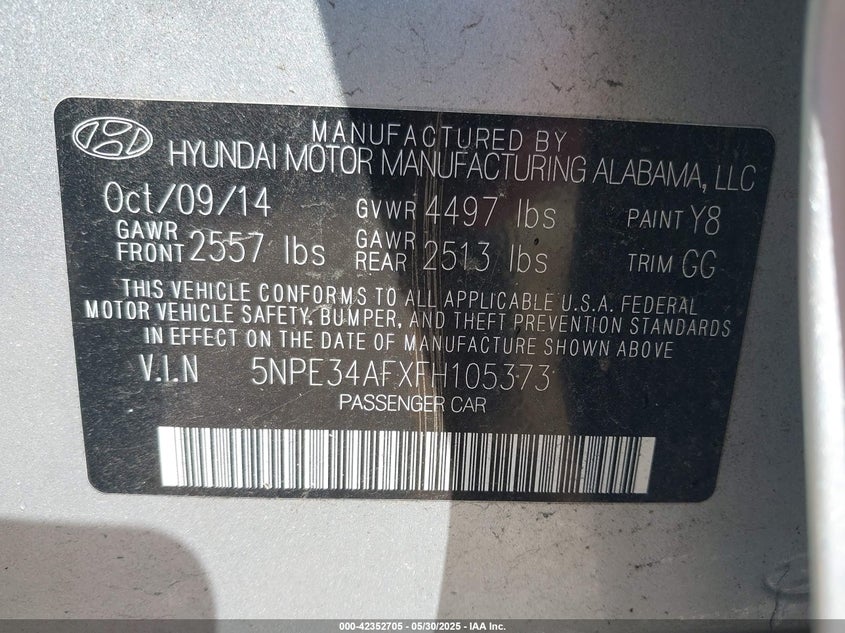 MANUFACTURED BY
HYUNDAI MOTOR MANUFACTURING ALABAMA, LLC
Oct/09/14 GVWR 4497 lbs PAINT Y8
GAWR FRONT 2557 lbs GAWR REAR 2513 lbs TRIM GG
THIS VEHICLE CONFORMS TO ALL APPLICABLE U.S.A. FEDERAL
MOTOR VEHICLE SAFETY, BUMPER, AND THEFT PREVENTION STANDARDS
IN EFFECT ON THE DATE OF MANUFACTURE SHOWN ABOVE
V.I.N 5NPE34AFXFH105373
PASSENGER CAR
000-42352705 - 05/30/2025 - IAA Inc.